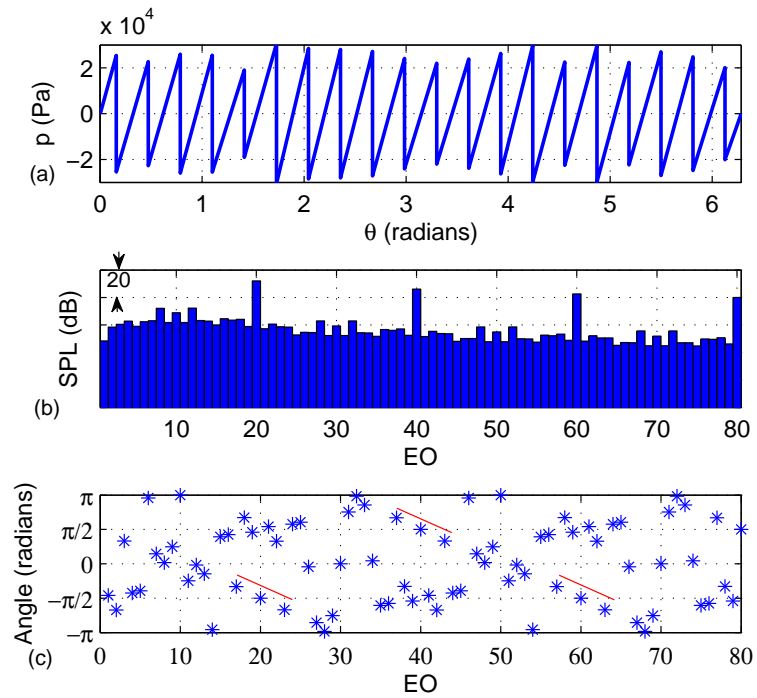 x 10⁴
2
0
−2
p (Pa)
(a)
0 1 2 3 4 5 6
θ (radians)
20
SPL (dB)
(b)
10 20 30 40 50 60 70 80
EO
π
π/2
0
−π/2
−π
Angle (radians)
(c)
0 10 20 30 40 50 60 70 80
EO